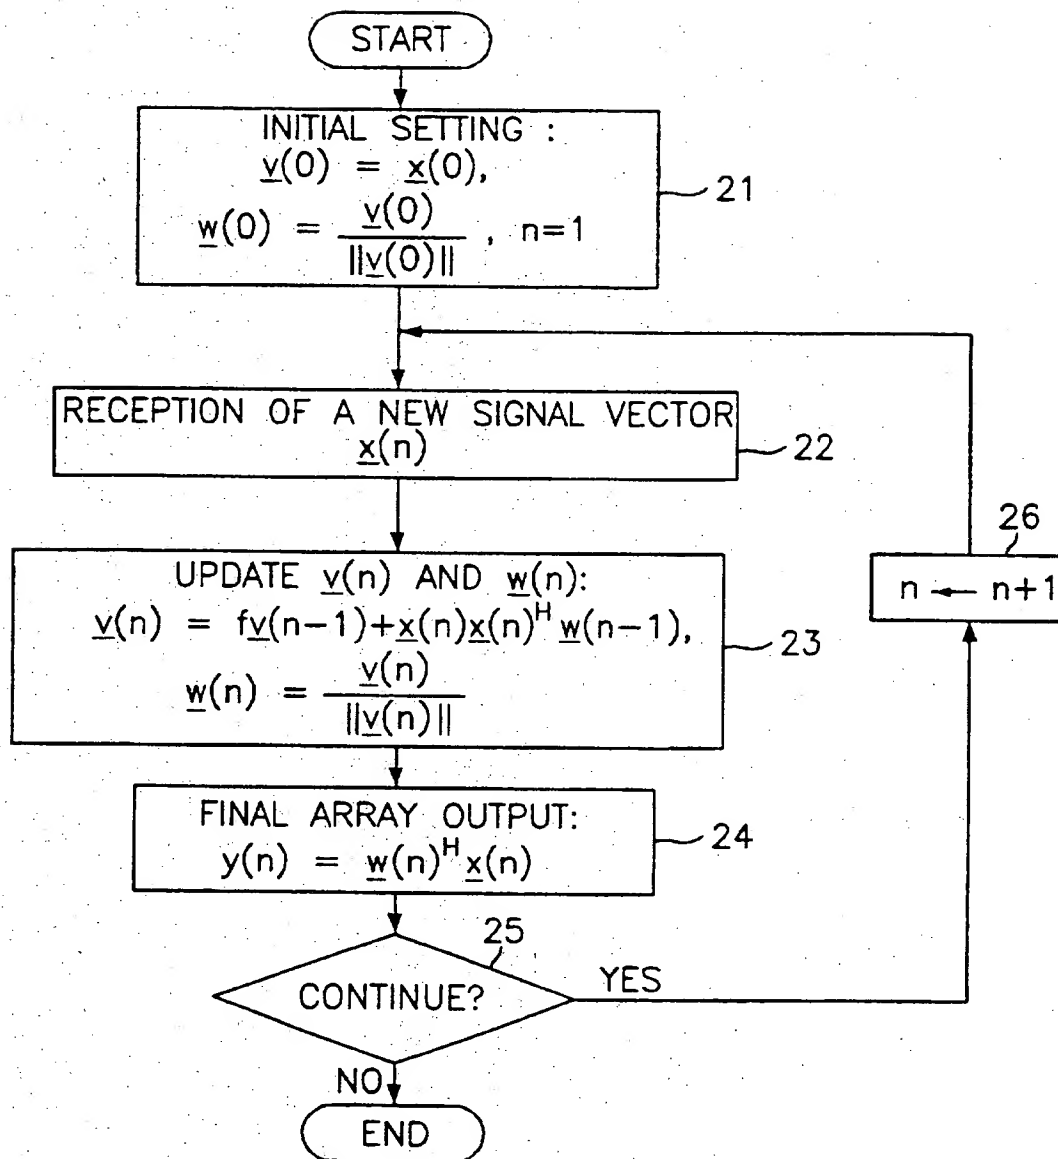 START
INITIAL SETTING :
v(0) = x(0),
w(0) = v(0) / ||v(0)|| , n=1
21
RECEPTION OF A NEW SIGNAL VECTOR
x(n)
22
UPDATE v(n) AND w(n):
v(n) = fv(n−1)+x(n)x(n)^H w(n−1),
w(n) = v(n) / ||v(n)||
23
26
n ← n+1
FINAL ARRAY OUTPUT:
y(n) = w(n)^H x(n)
24
25
CONTINUE?
YES
NO
END